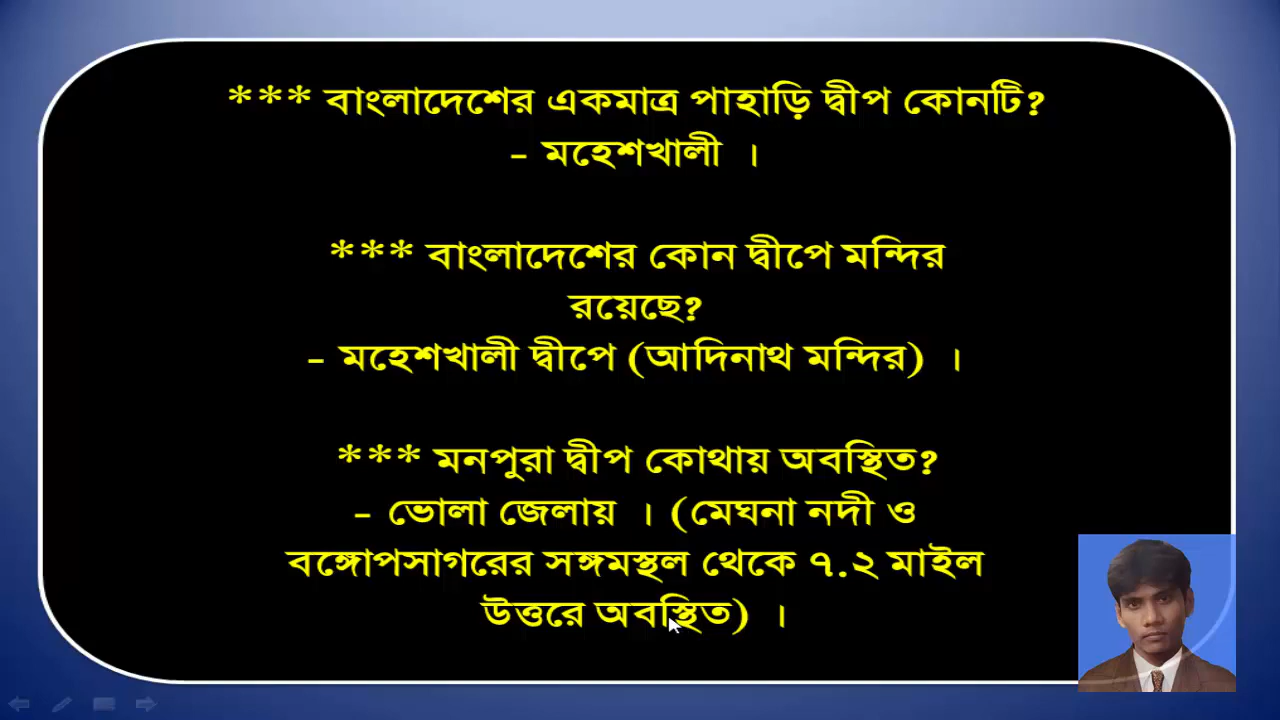 *** বাংলাদেশের একমাত্র পাহাড়ি দ্বীপ কোনটি?
- মহেশখালী ।
*** বাংলাদেশের কোন দ্বীপে মন্দির
রয়েছে?
- মহেশখালী দ্বীপে (আদিনাথ মন্দির) ।
*** মনপুরা দ্বীপ কোথায় অবস্থিত?
- ভোলা জেলায় । (মেঘনা নদী ও
বঙ্গোপসাগরের সঙ্গমস্থল থেকে ৭.২ মাইল
উত্তরে অবস্থিত) ।